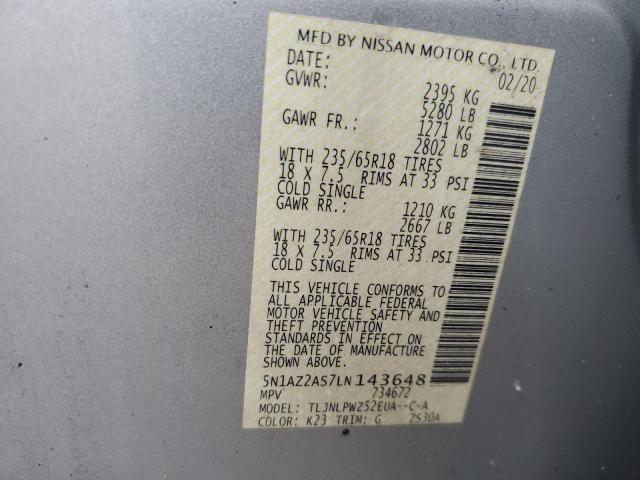 MFD BY NISSAN MOTOR CO., LTD.
DATE: 02/20
GVWR: 2395 KG
5280 LB
GAWR FR.: 1271 KG
2802 LB
WITH 235/65R18 TIRES
18 X 7.5 RIMS AT 33 PSI
COLD SINGLE
GAWR RR.: 1210 KG
2667 LB
WITH 235/65R18 TIRES
18 X 7.5 RIMS AT 33 PSI
COLD SINGLE
THIS VEHICLE CONFORMS TO
ALL APPLICABLE FEDERAL
MOTOR VEHICLE SAFETY AND
THEFT PREVENTION
STANDARDS IN EFFECT ON
THE DATE OF MANUFACTURE
SHOWN ABOVE.
5N1AZ2AS7LN143648
MPV 734672
MODEL: TLJNLPWZ52EUA--C-A
COLOR: K23 TRIM: G 2S30A